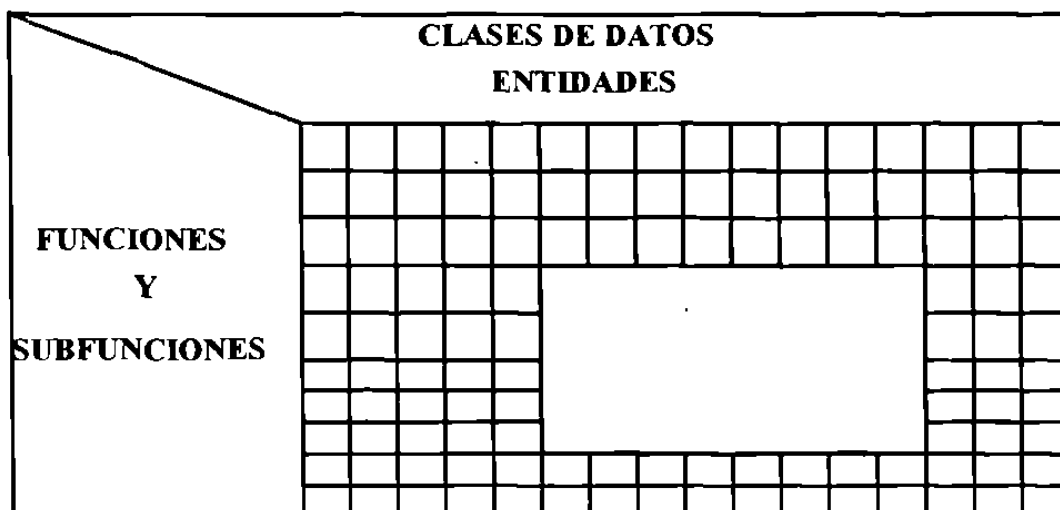 CLASES DE DATOS
ENTIDADES
FUNCIONES
Y
SUBFUNCIONES